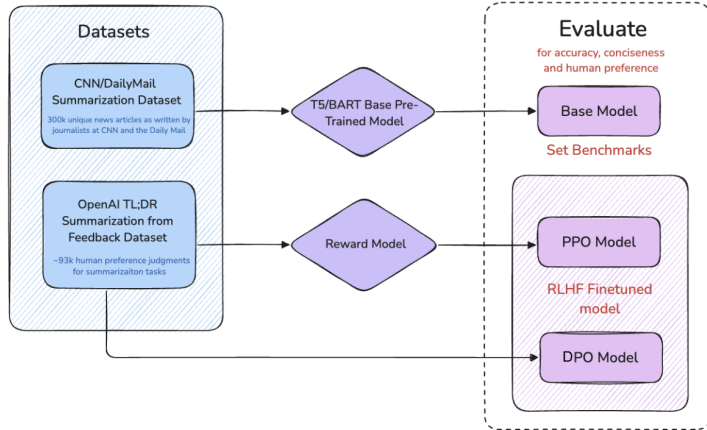 Datasets
CNN/DailyMail
Summarization Dataset
300k unique news articles as written by
journalists at CNN and the Daily Mail
OpenAI TL;DR
Summarization from
Feedback Dataset
~93k human preference judgments
for summarizaiton tasks
T5/BART Base Pre-
Trained Model
Reward Model
Evaluate
for accuracy, conciseness
and human preference
Base Model
Set Benchmarks
PPO Model
RLHF Finetuned
model
DPO Model